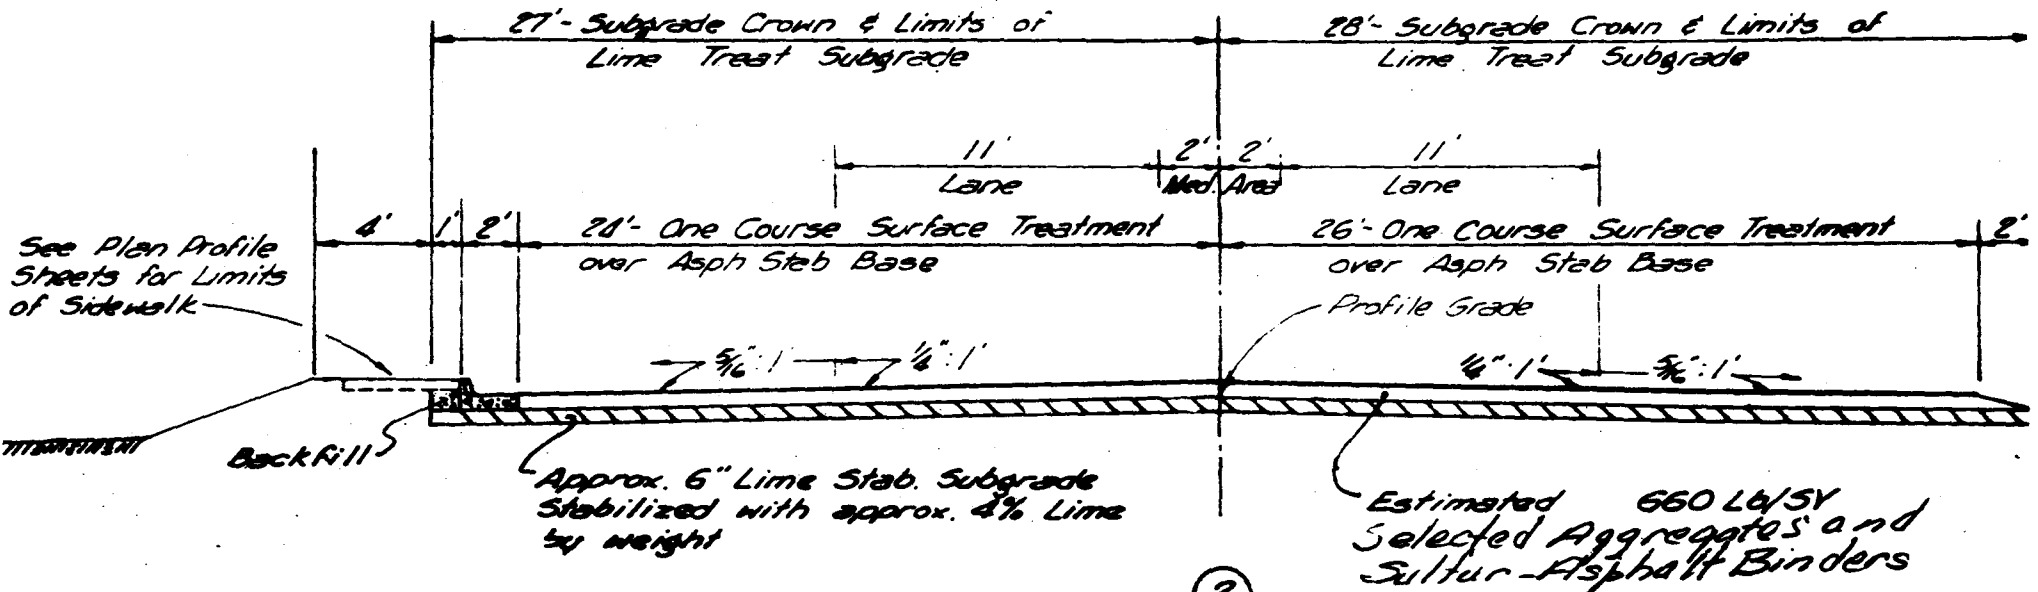 27'- Subgrade Crown & Limits of
Lime Treat Subgrade
28'- Subgrade Crown & Limits of
Lime Treat Subgrade
11'
Lane
2'
2'
Med. Area
11'
Lane
4'
1'
2'
24'- One Course Surface Treatment
over Asph Stab Base
26'- One Course Surface Treatment
over Asph Stab Base
2'
See Plan Profile
Sheets for Limits
of Sidewalk
Profile Grade
5/16" : 1'
1/4" : 1'
1/4" : 1'
5/16" : 1'
Backfill
Approx. 6" Lime Stab. Subgrade
Stabilized with approx. 4% Lime
by weight
Estimated 660 Lb/SY
Selected Aggregates and
Sulfur-Asphalt Binders